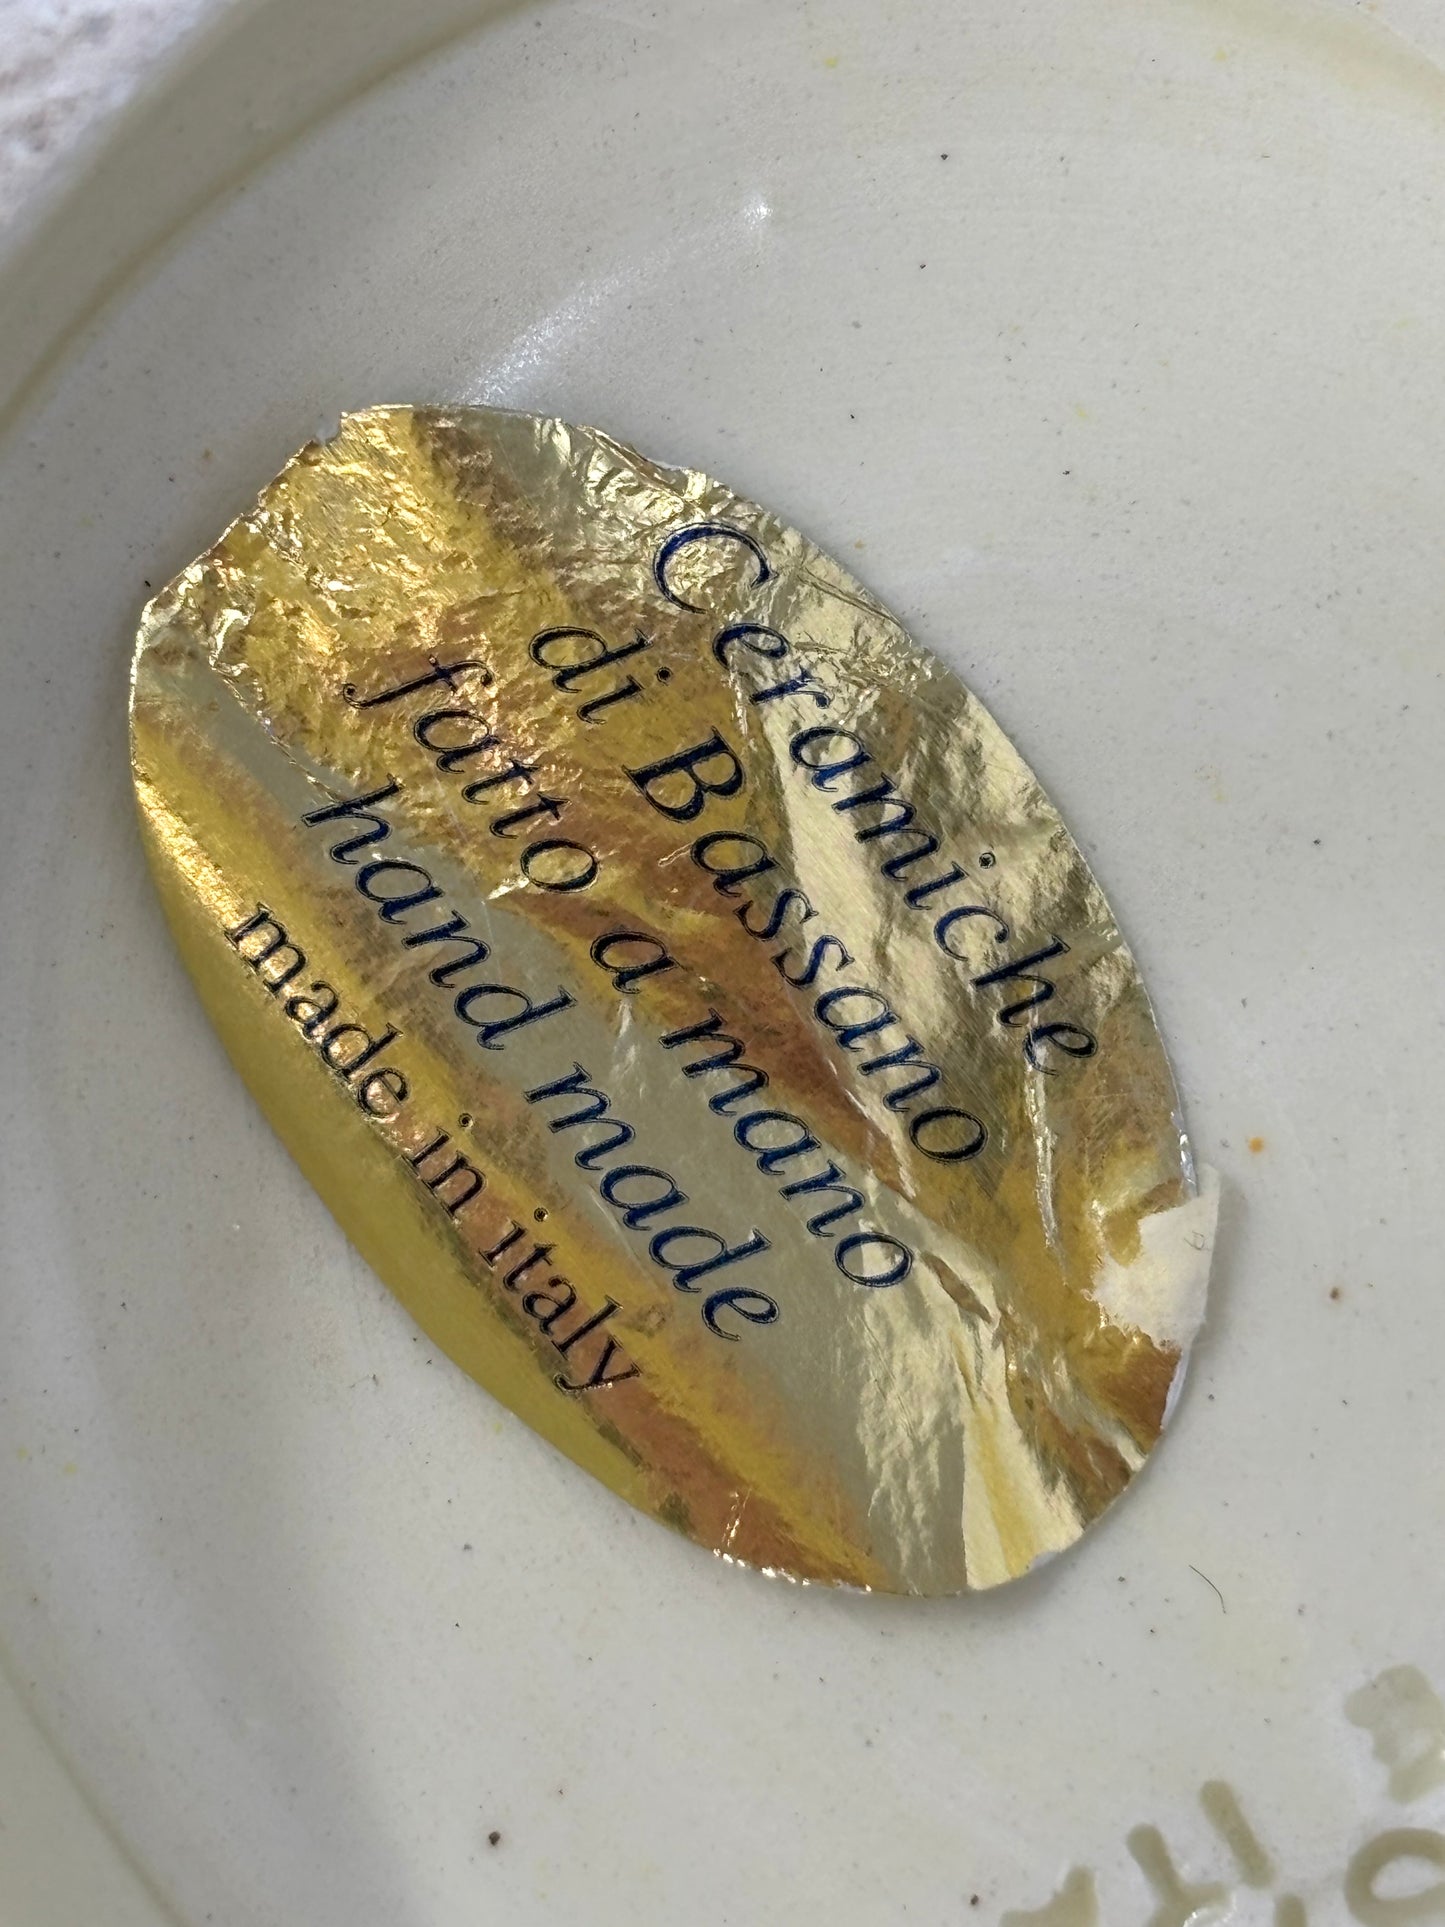 Ceramiche
di Bassano
fatto a mano
hand made
made in italy